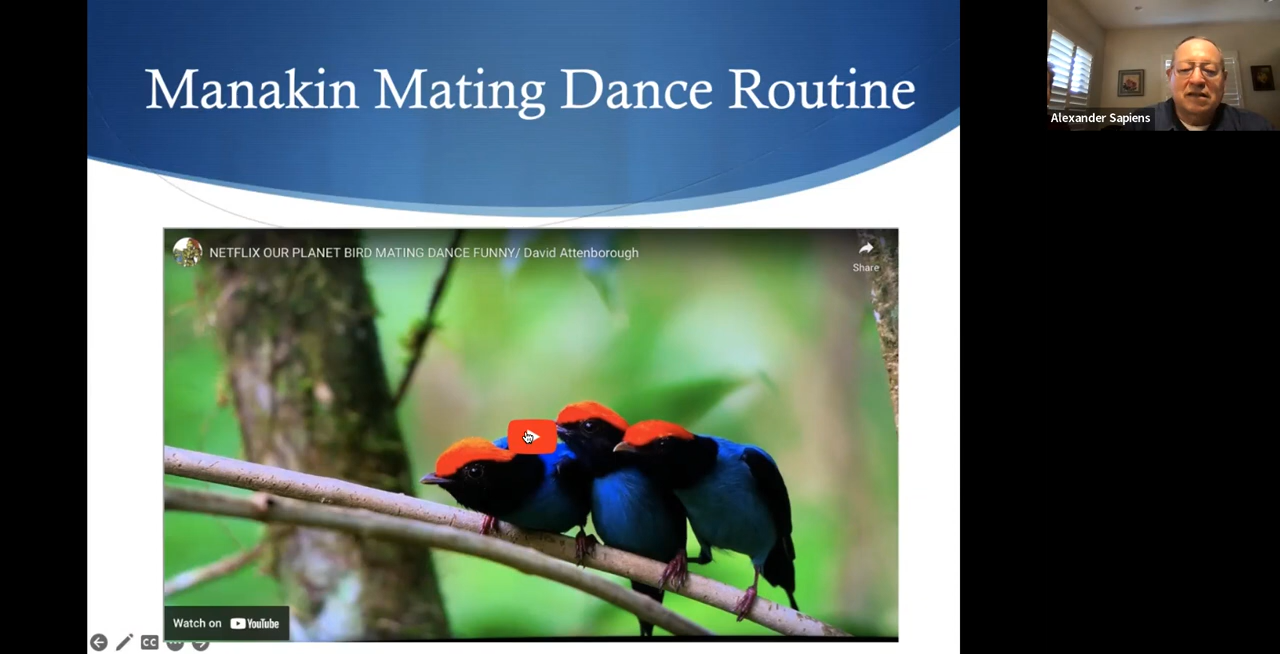 Manakin Mating Dance Routine
Alexander Sapiens
NETFLIX OUR PLANET BIRD MATING DANCE FUNNY/ David Attenborough
Share
Watch on YouTube
CC